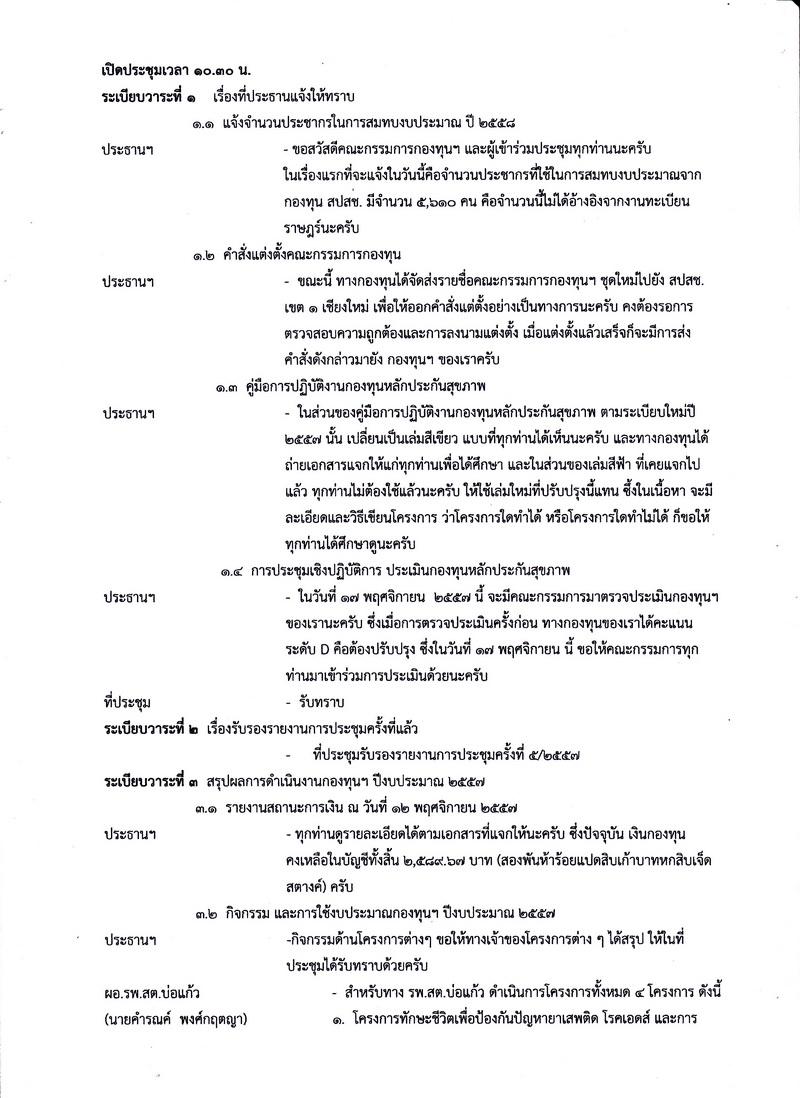 เปิดประชุมเวลา ๑๐.๓๐ น.
ระเบียบวาระที่ ๑ เรื่องที่ประธานแจ้งให้ทราบ
๑.๑ แจ้งจำนวนประชากรในการสมทบงบประมาณ ปี ๒๕๕๘
ประธานฯ - ขอสวัสดีคณะกรรมการกองทุนฯ และผู้เข้าร่วมประชุมทุกท่านนะครับ
ในเรื่องแรกที่จะแจ้งในวันนี้คือจำนวนประชากรที่ใช้ในการสมทบงบประมาณจาก
กองทุน สปสช. มีจำนวน ๕,๖๑๐ คน คือจำนวนนี้ไม่ได้อ้างอิงจากงานทะเบียน
ราษฎร์นะครับ
๑.๒ คำสั่งแต่งตั้งคณะกรรมการกองทุน
ประธานฯ - ขณะนี้ ทางกองทุนได้จัดส่งรายชื่อคณะกรรมการกองทุนฯ ชุดใหม่ไปยัง สปสช.
เขต ๑ เชียงใหม่ เพื่อให้ออกคำสั่งแต่งตั้งอย่างเป็นทางการนะครับ คงต้องรอการ
ตรวจสอบความถูกต้องและการลงนามแต่งตั้ง เมื่อแต่งตั้งแล้วเสร็จก็จะมีการส่ง
คำสั่งดังกล่าวมายัง กองทุนฯ ของเราครับ
๑.๓ คู่มือการปฏิบัติงานกองทุนหลักประกันสุขภาพ
ประธานฯ - ในส่วนของคู่มือการปฏิบัติงานกองทุนหลักประกันสุขภาพ ตามระเบียบใหม่ปี
๒๕๕๗ นั้น เปลี่ยนเป็นเล่มสีเขียว แบบที่ทุกท่านได้เห็นนะครับ และทางกองทุนได้
ถ่ายเอกสารแจกให้แก่ทุกท่านเพื่อได้ศึกษา และในส่วนของเล่มสีฟ้า ที่เคยแจกไป
แล้ว ทุกท่านไม่ต้องใช้แล้วนะครับ ให้ใช้เล่มใหม่ที่ปรับปรุงนี้แทน ซึ้งในเนื้อหา จะมี
ละเอียดและวิธีเขียนโครงการ ว่าโครงการใดทำได้ หรือโครงการใดทำไม่ได้ ก็ขอให้
ทุกท่านได้ศึกษาดูนะครับ
๑.๔ การประชุมเชิงปฏิบัติการ ประเมินกองทุนหลักประกันสุขภาพ
ประธานฯ - ในวันที่ ๑๗ พฤศจิกายน ๒๕๕๗ นี้ จะมีคณะกรรมการมาตรวจประเมินกองทุนฯ
ของเรานะครับ ซึ่งเมื่อการตรวจประเมินครั้งก่อน ทางกองทุนของเราได้คะแนน
ระดับ D คือต้องปรับปรุง ซึ่งในวันที่ ๑๗ พฤศจิกายน นี้ ขอให้คณะกรรมการทุก
ท่านมาเข้าร่วมการประเมินด้วยนะครับ
ที่ประชุม - รับทราบ
ระเบียบวาระที่ ๒ เรื่องรับรองรายงานการประชุมครั้งที่แล้ว
- ที่ประชุมรับรองรายงานการประชุมครั้งที่ ๕/๒๕๕๗
ระเบียบวาระที่ ๓ สรุปผลการดำเนินงานกองทุนฯ ปีงบประมาณ ๒๕๕๗
๓.๑ รายงานสถานะการเงิน ณ วันที่ ๑๒ พฤศจิกายน ๒๕๕๗
ประธานฯ - ทุกท่านดูรายละเอียดได้ตามเอกสารที่แจกให้นะครับ ซึ่งปัจจุบัน เงินกองทุน
คงเหลือในบัญชีทั้งสิ้น ๒,๕๘๙.๖๗ บาท (สองพันห้าร้อยแปดสิบเก้าบาทหกสิบเจ็ด
สตางค์) ครับ
๓.๒ กิจกรรม และการใช้งบประมาณกองทุนฯ ปีงบประมาณ ๒๕๕๗
ประธานฯ -กิจกรรมด้านโครงการต่างๆ ขอให้ทางเจ้าของโครงการต่าง ๆ ได้สรุป ให้ในที่
ประชุมได้รับทราบด้วยครับ
ผอ.รพ.สต.บ่อแก้ว - สำหรับทาง รพ.สต.บ่อแก้ว ดำเนินการโครงการทั้งหมด ๔ โครงการ ดังนี้
(นายคำรณค์ พงศ์กฤตญา) ๑. โครงการทักษะชีวิตเพื่อป้องกันปัญหายาเสพติด โรคเอดส์ และการ